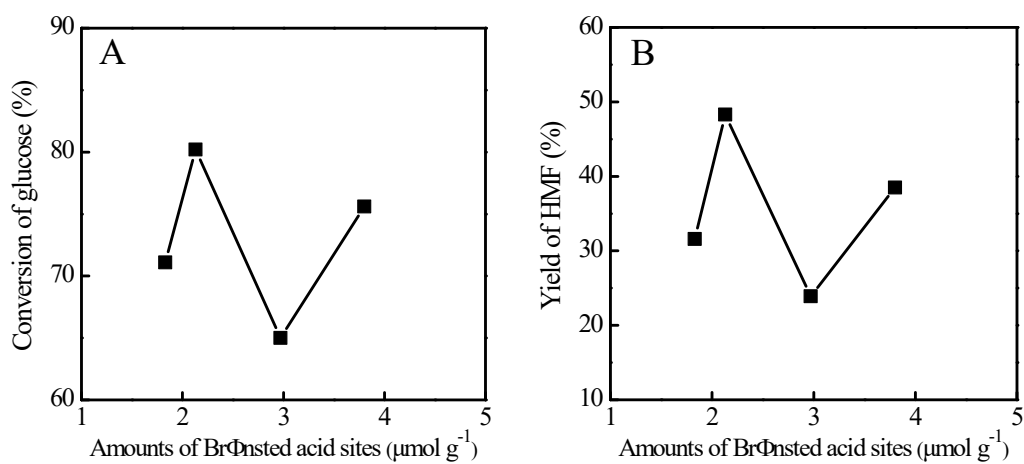 A
90
80
70
60
1 2 3 4 5
Conversion of glucose (%)
Amounts of BrΦnsted acid sites (μmol g⁻¹)
B
60
50
40
30
20
10
1 2 3 4 5
Yield of HMF (%)
Amounts of BrΦnsted acid sites (μmol g⁻¹)